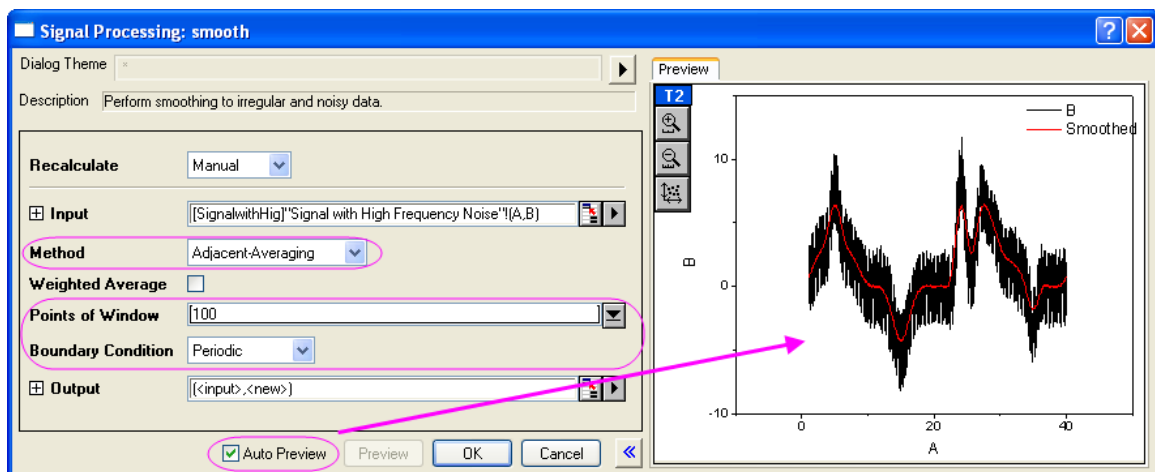 Signal Processing: smooth
Dialog Theme *
Description Perform smoothing to irregular and noisy data.
Recalculate Manual
Input [SignalwithHig]"Signal with High Frequency Noise"!(A,B)
Method Adjacent-Averaging
Weighted Average
Points of Window 100
Boundary Condition Periodic
Output (<input>,<new>)
Auto Preview Preview OK Cancel
Preview
T2
B
Smoothed
10
0
-10
B
0 20 40
A